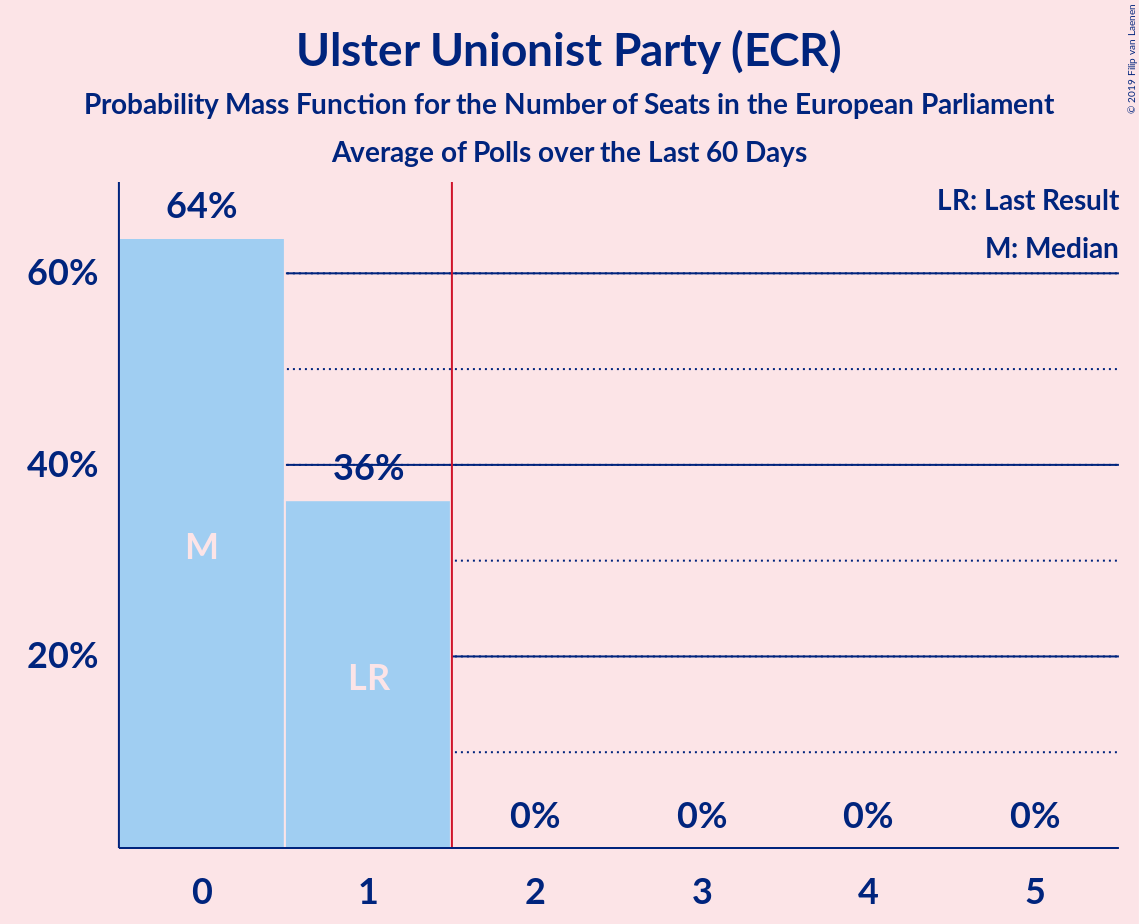 Ulster Unionist Party (ECR)
Probability Mass Function for the Number of Seats in the European Parliament
Average of Polls over the Last 60 Days
© 2019 Filip van Laenen
LR: Last Result
M: Median
64%
60%
36%
40%
M
LR
20%
0% 0% 0% 0%
0 1 2 3 4 5